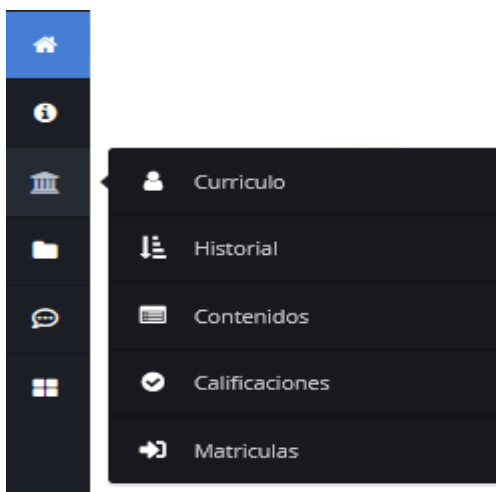 Curriculo
Historial
Contenidos
Calificaciones
Matriculas